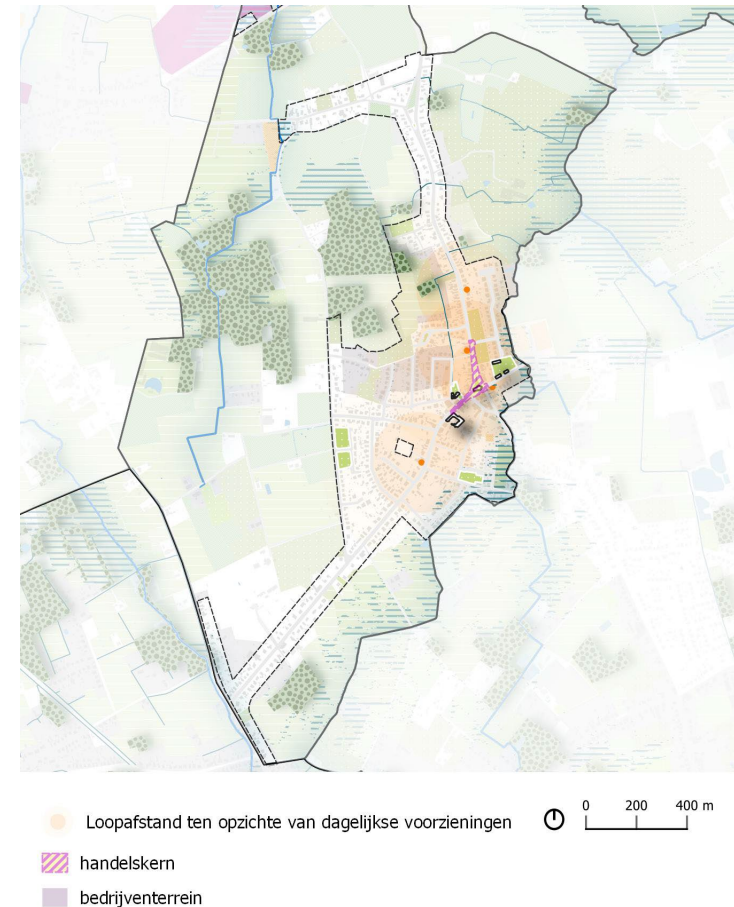 Loopafstand ten opzichte van dagelijkse voorzieningen
0 200 400 m
handelskern
bedrijventerrein